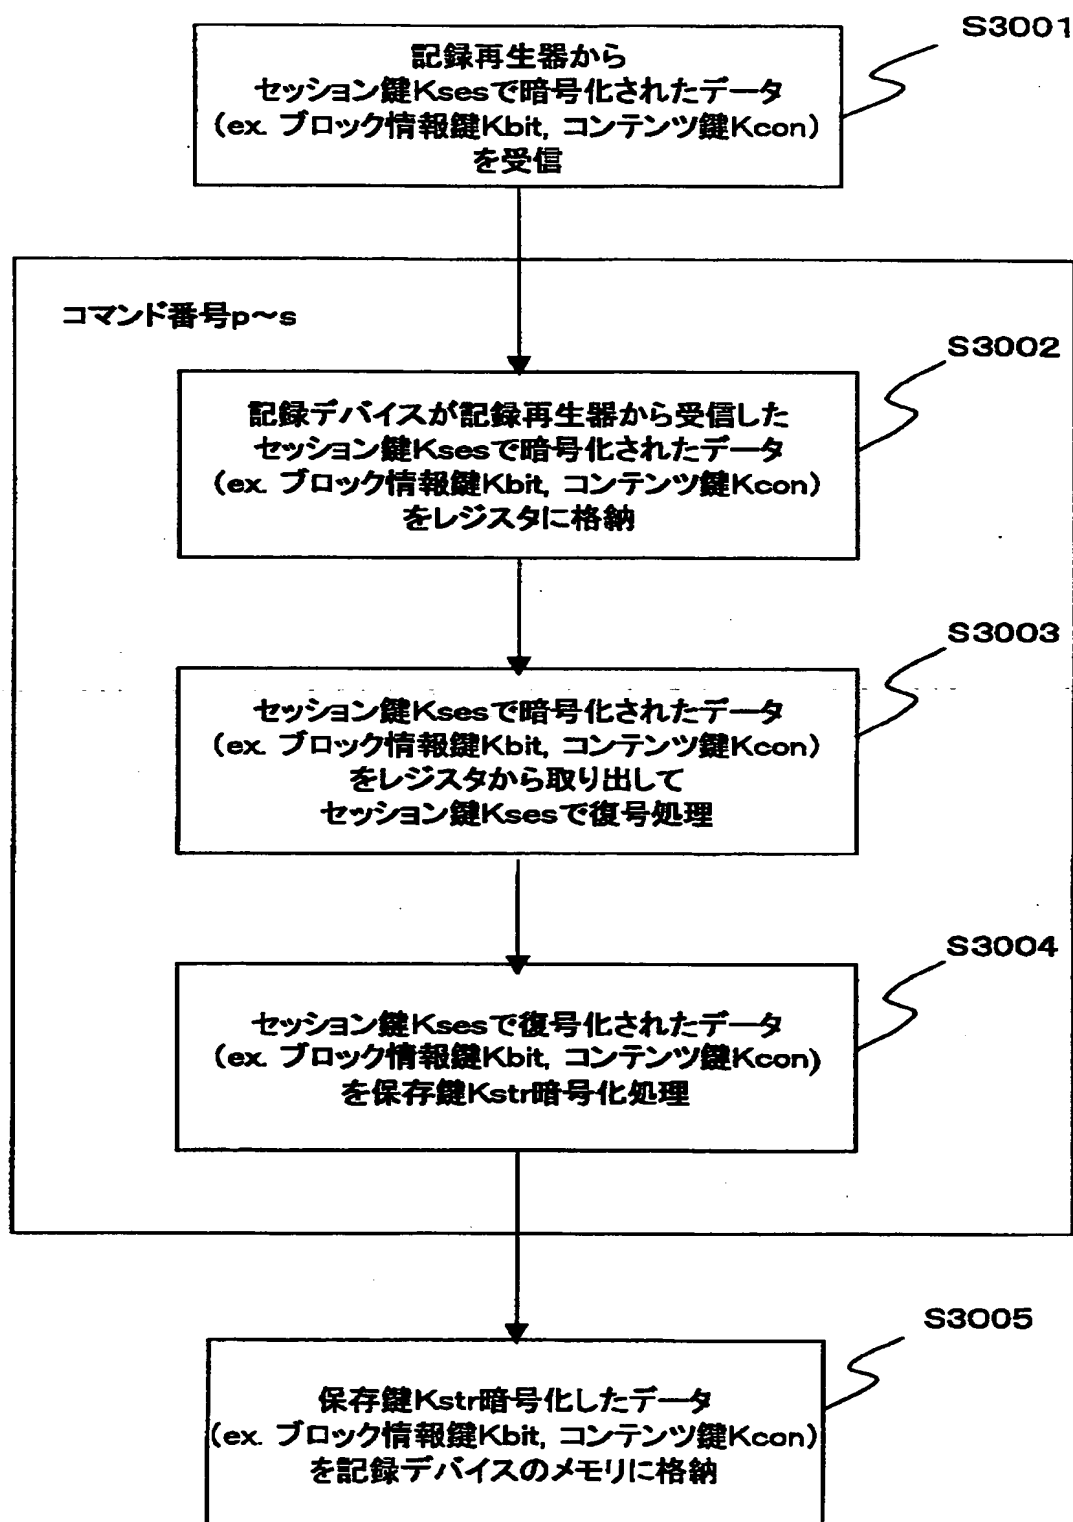 S3001
記録再生器から
セッション鍵Ksesで暗号化されたデータ
(ex. ブロック情報鍵Kbit, コンテンツ鍵Kcon)
を受信
コマンド番号p～s
S3002
記録デバイスが記録再生器から受信した
セッション鍵Ksesで暗号化されたデータ
(ex. ブロック情報鍵Kbit, コンテンツ鍵Kcon)
をレジスタに格納
S3003
セッション鍵Ksesで暗号化されたデータ
(ex. ブロック情報鍵Kbit, コンテンツ鍵Kcon)
をレジスタから取り出して
セッション鍵Ksesで復号処理
S3004
セッション鍵Ksesで復号化されたデータ
(ex. ブロック情報鍵Kbit, コンテンツ鍵Kcon)
を保存鍵Kstr暗号化処理
S3005
保存鍵Kstr暗号化したデータ
(ex. ブロック情報鍵Kbit, コンテンツ鍵Kcon)
を記録デバイスのメモリに格納